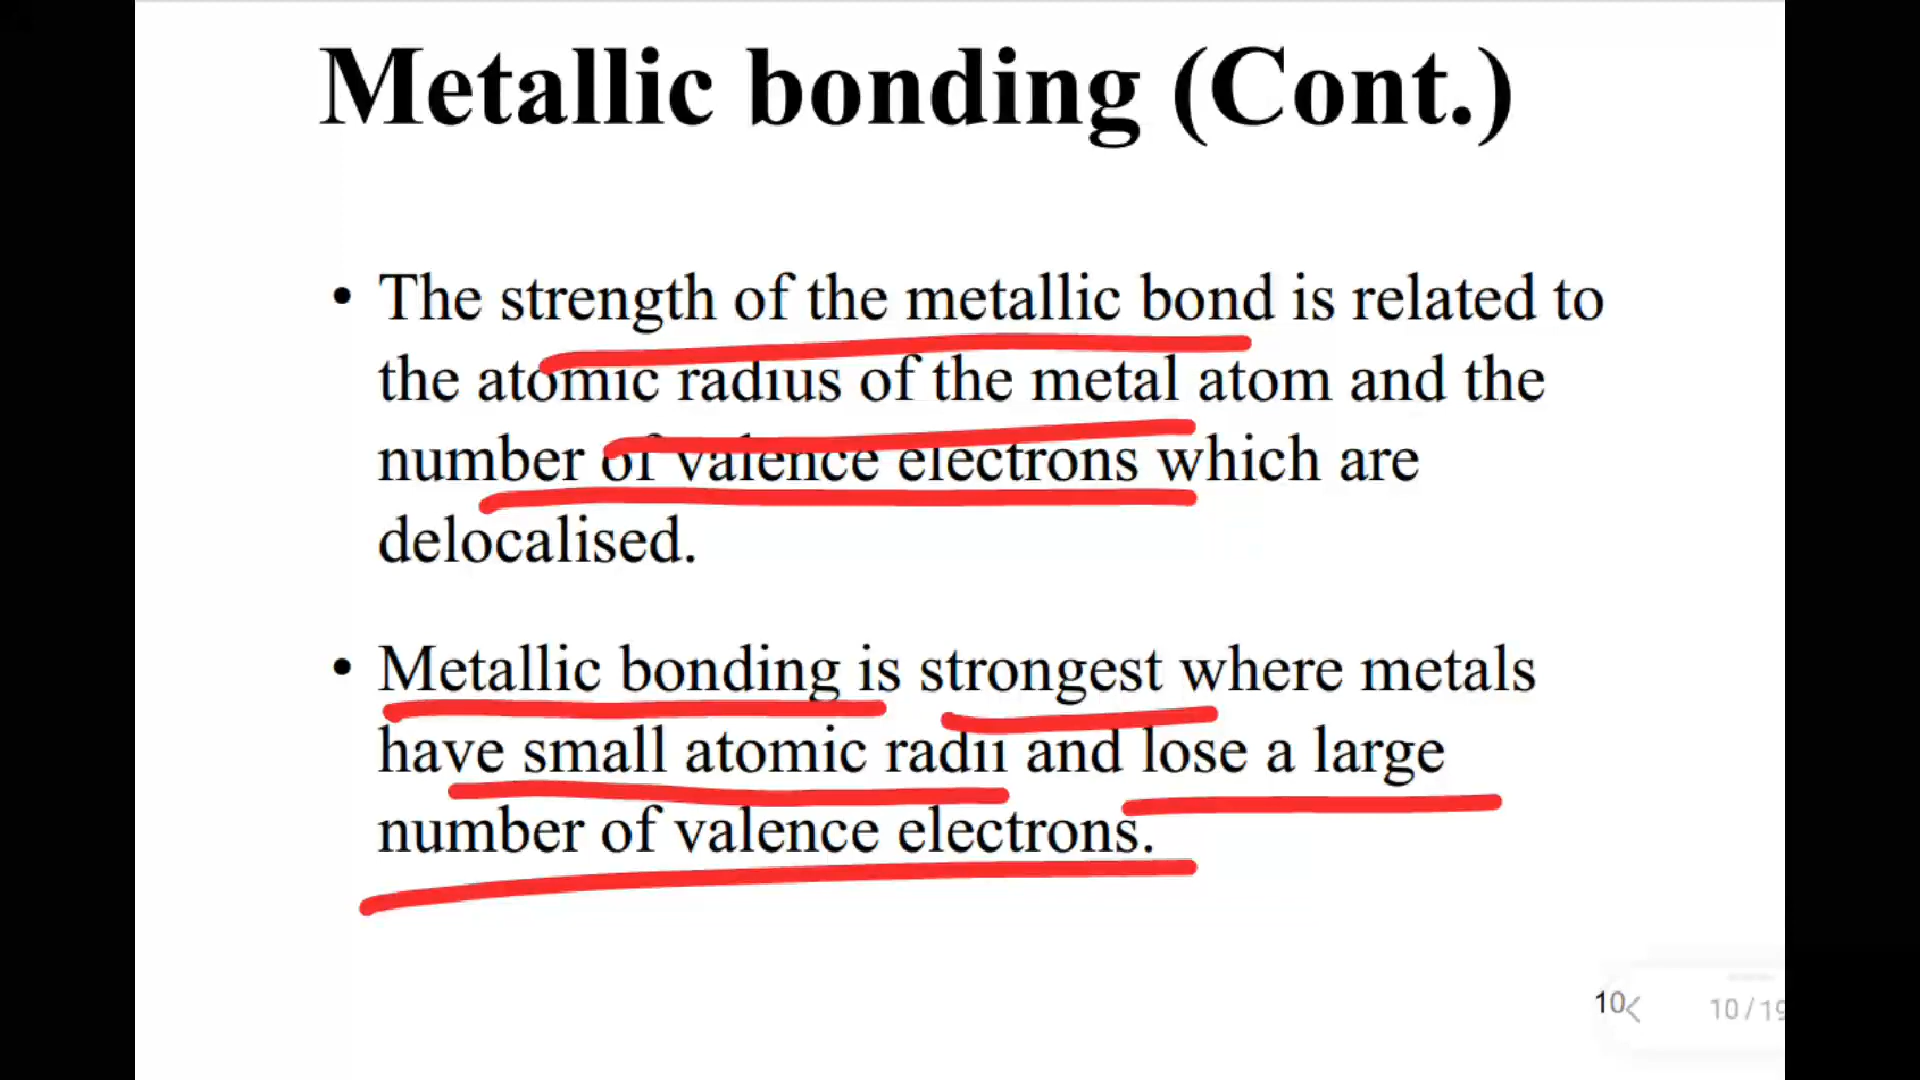 Metallic bonding (Cont.)
• The strength of the metallic bond is related to
the atomic radius of the metal atom and the
number of valence electrons which are
delocalised.
• Metallic bonding is strongest where metals
have small atomic radii and lose a large
number of valence electrons.
10
10/19